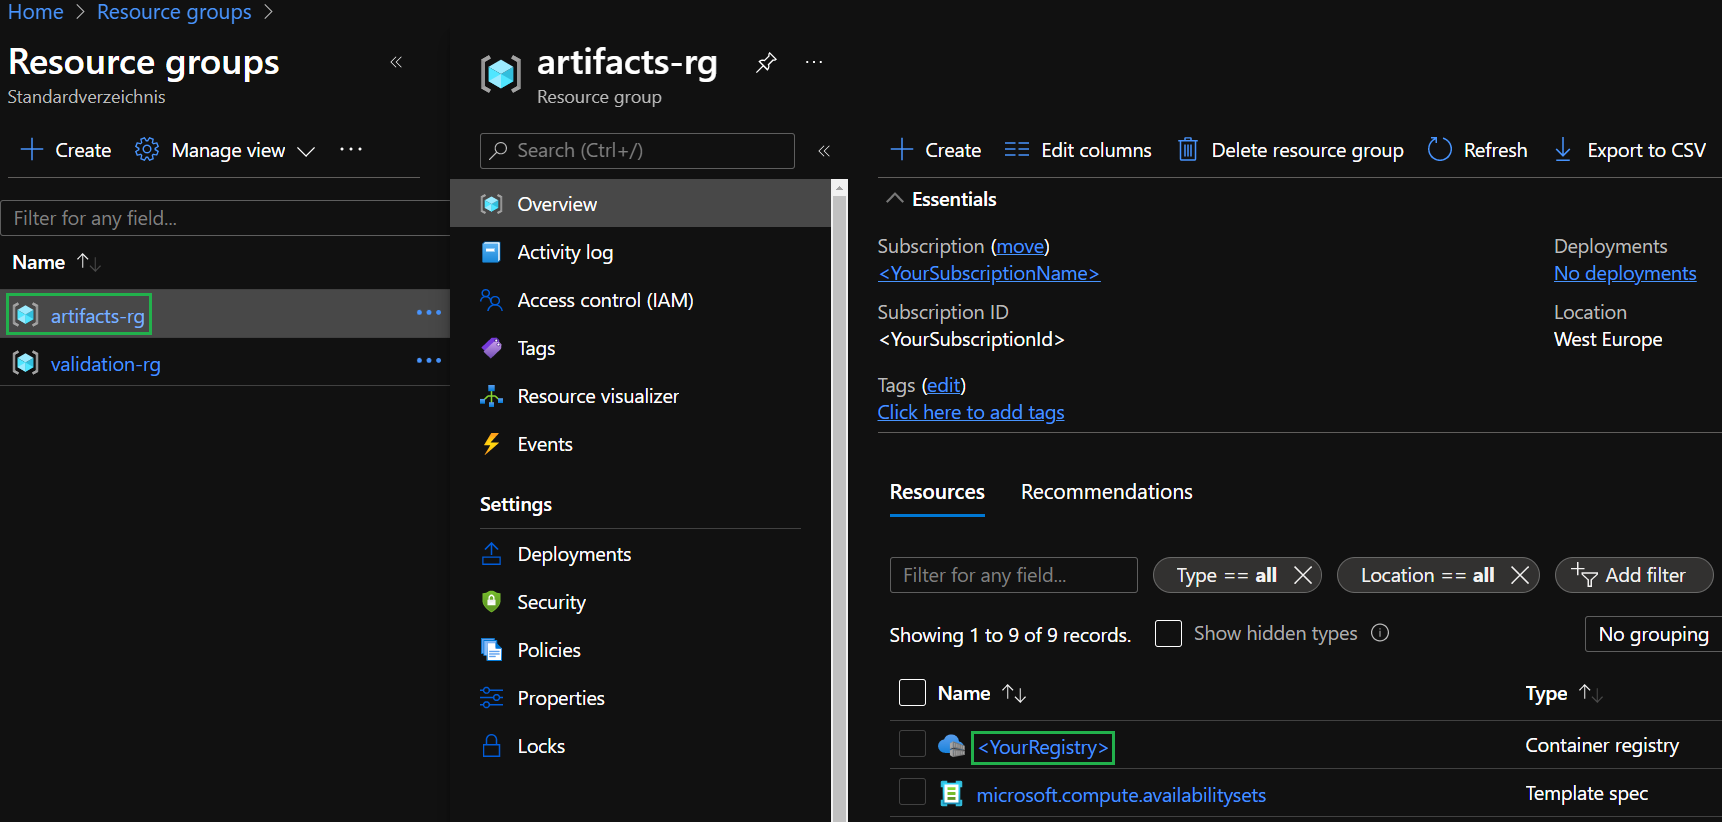 Home > Resource groups >
Resource groups «
Standardverzeichnis
+ Create Manage view ···
Filter for any field...
Name ↑↓
artifacts-rg ···
validation-rg ···
artifacts-rg ···
Resource group
Search (Ctrl+/) «
Overview
Activity log
Access control (IAM)
Tags
Resource visualizer
Events
Settings
Deployments
Security
Policies
Properties
Locks
+ Create Edit columns Delete resource group Refresh Export to CSV
Essentials
Subscription (move)
<YourSubscriptionName>
Subscription ID
<YourSubscriptionId>
Tags (edit)
Click here to add tags
Deployments
No deployments
Location
West Europe
Resources Recommendations
Filter for any field... Type == all Location == all Add filter
Showing 1 to 9 of 9 records. Show hidden types No grouping
Name ↑↓ Type ↑↓
<YourRegistry> Container registry
microsoft.compute.availabilitysets Template spec